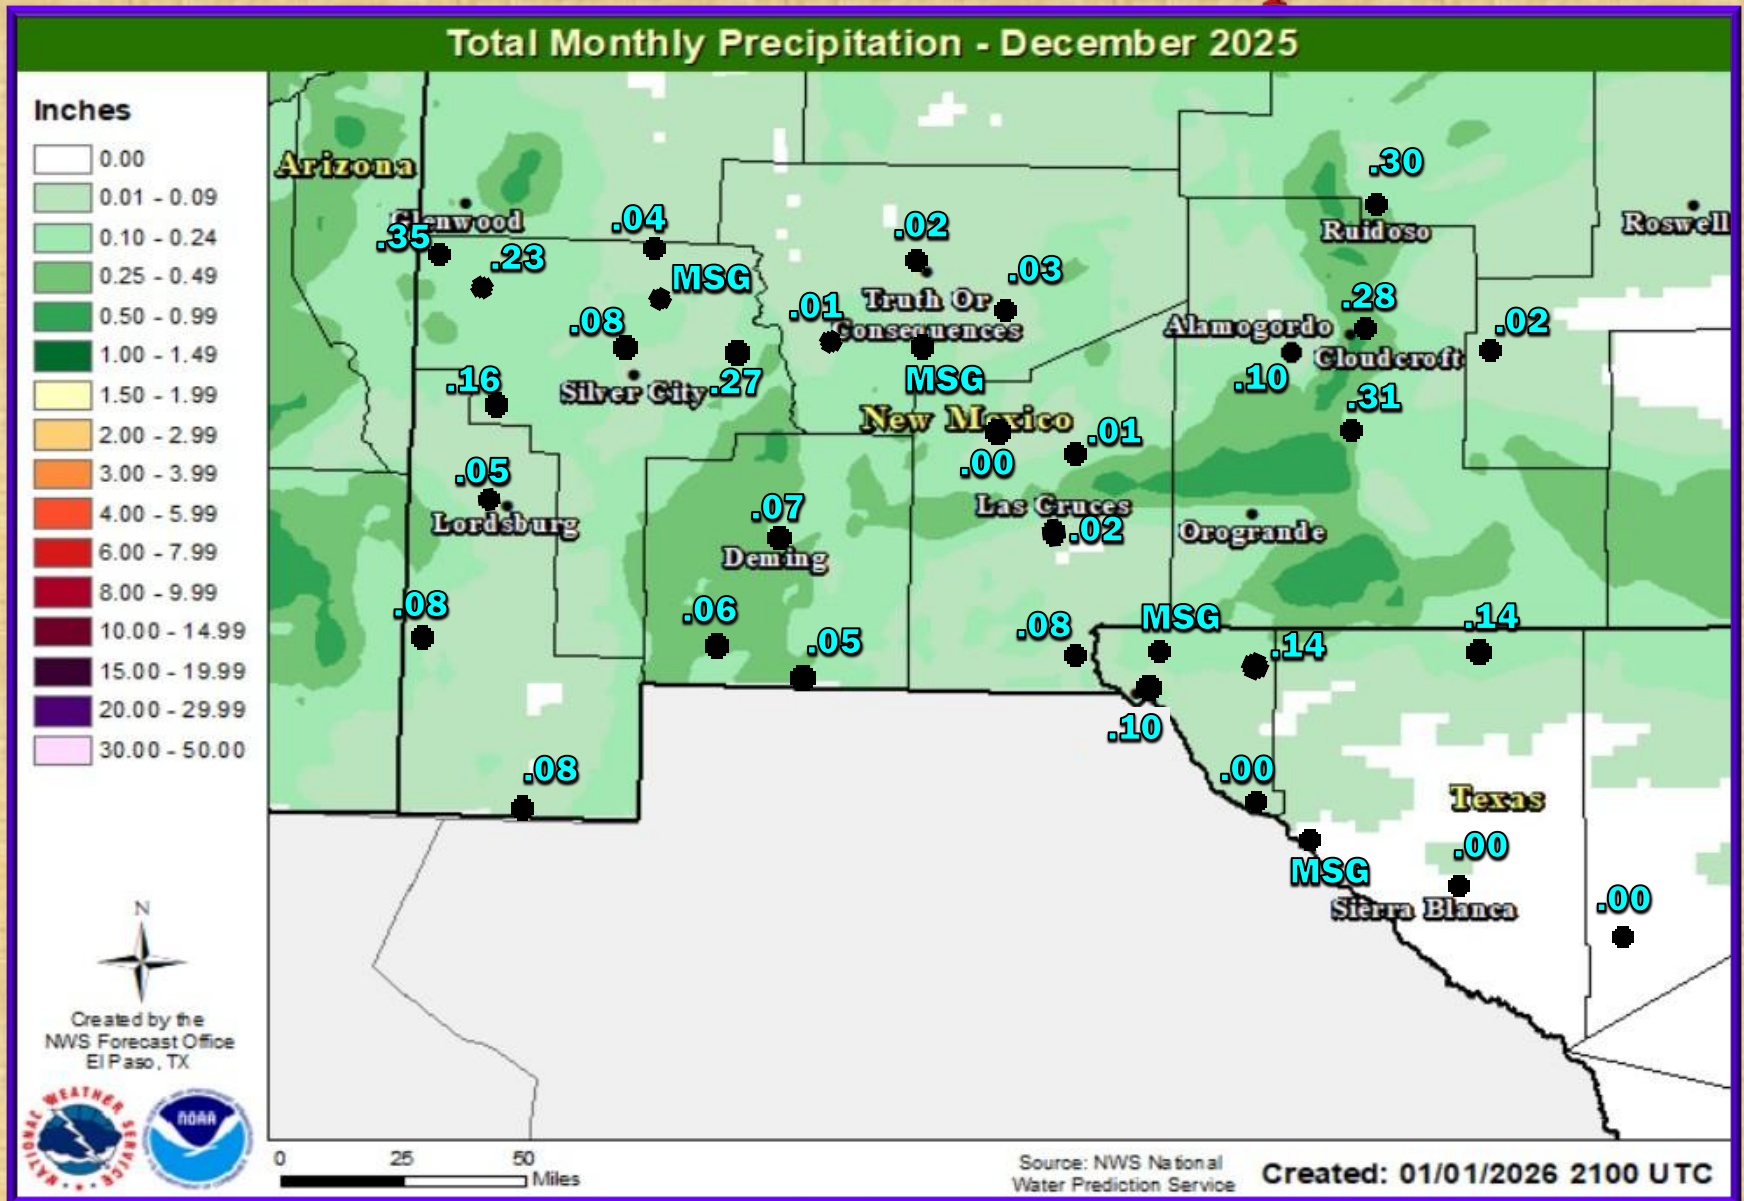 Total Monthly Precipitation - December 2025
Inches
0.00
0.01 - 0.09
0.10 - 0.24
0.25 - 0.49
0.50 - 0.99
1.00 - 1.49
1.50 - 1.99
2.00 - 2.99
3.00 - 3.99
4.00 - 5.99
6.00 - 7.99
8.00 - 9.99
10.00 - 14.99
15.00 - 19.99
20.00 - 29.99
30.00 - 50.00
N
Created by the
NWS Forecast Office
El Paso, TX
NATIONAL WEATHER SERVICE
NOAA
Arizona
Glenwood
.35
.23
.04
MSG
.08
Silver City
.27
.16
.05
Lordsburg
.08
.08
.02
.03
Truth Or
Consequences
.01
MSG
New Mexico
.00
.01
Las Cruces
.02
.07
Deming
.06
.05
.08
.30
Ruidoso
Roswell
.28
Alamogordo
Cloudcroft
.10
.31
.02
Orogrande
MSG
.14
.14
.10
.00
Texas
MSG
.00
Sierra Blanca
.00
0 25 50
Miles
Source: NWS National
Water Prediction Service
Created: 01/01/2026 2100 UTC